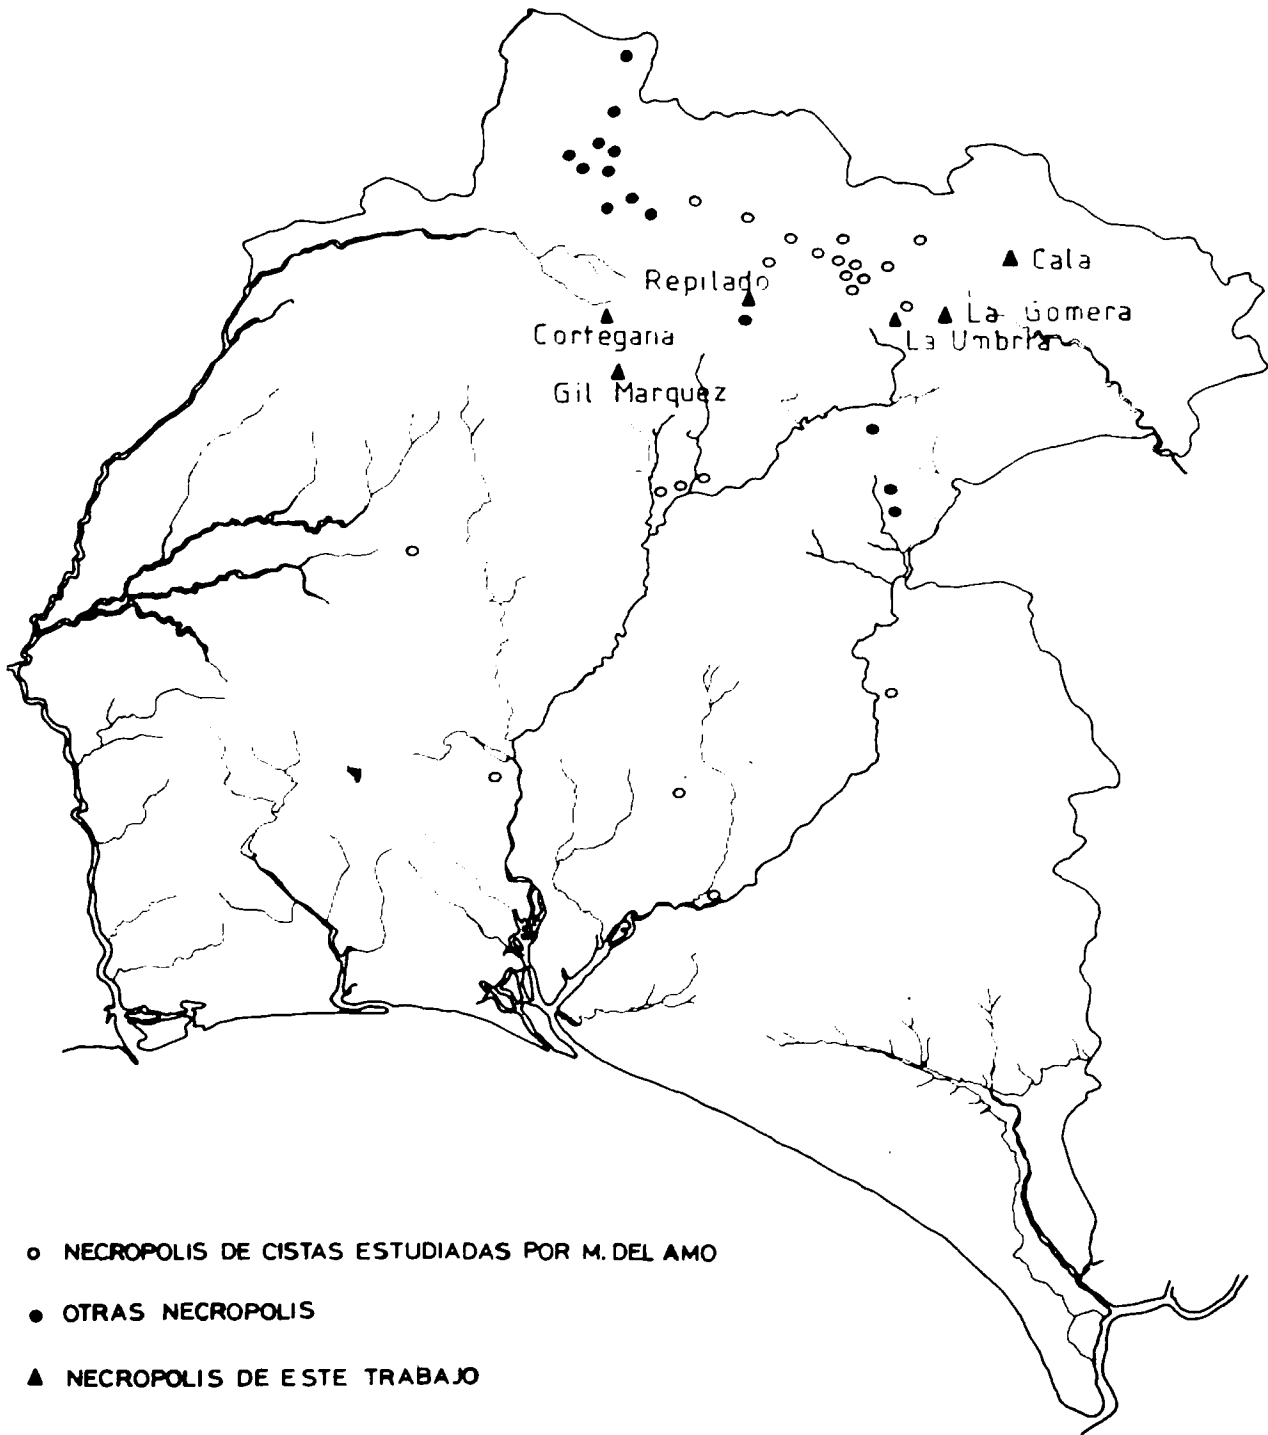 Cala
Repilado
La Gomera
Cortegana
La Umbria
Gil Marquez
NECROPOLIS DE CISTAS ESTUDIADAS POR M. DEL AMO
OTRAS NECROPOLIS
NECROPOLIS DE ESTE TRABAJO